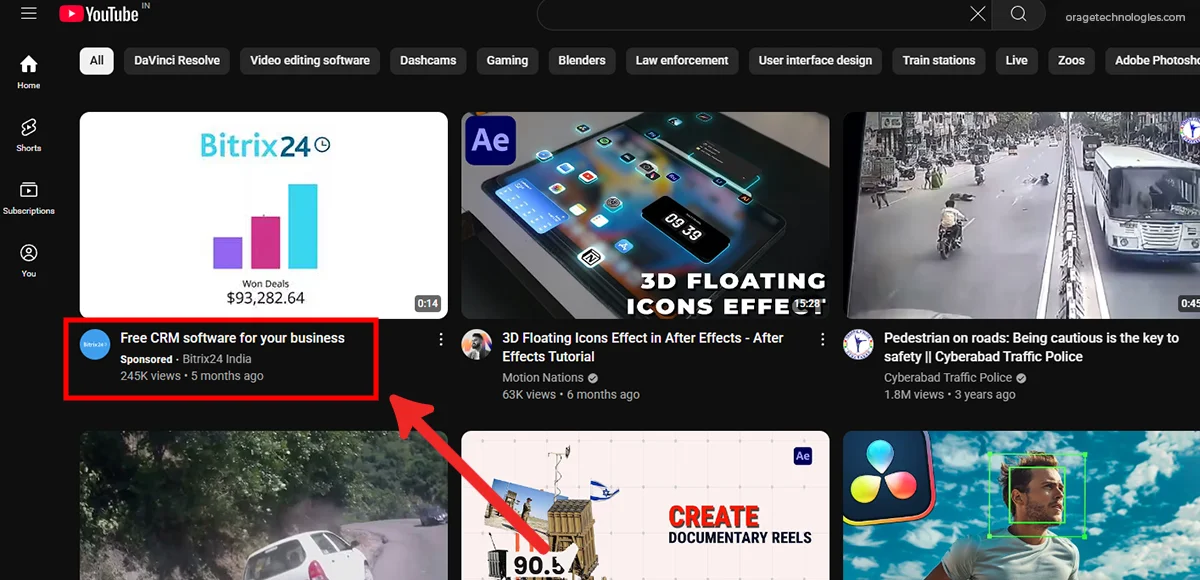 YouTube IN
oragetechnologies.com
All
DaVinci Resolve
Video editing software
Dashcams
Gaming
Blenders
Law enforcement
User interface design
Train stations
Live
Zoos
Adobe Photosho
Home
Shorts
Subscriptions
You
Bitrix24
Won Deals
$93,282.64
0:14
Ae
09 39
3D FLOATING
ICONS EFFECT
15:28
0:45
Bitrix24
Free CRM software for your business
Sponsored · Bitrix24 India
245K views • 5 months ago
3D Floating Icons Effect in After Effects - After
Effects Tutorial
Motion Nations
63K views • 6 months ago
Pedestrian on roads: Being cautious is the key to
safety || Cyberabad Traffic Police
Cyberabad Traffic Police
1.8M views • 3 years ago
Ae
CREATE
DOCUMENTARY REELS
90.5